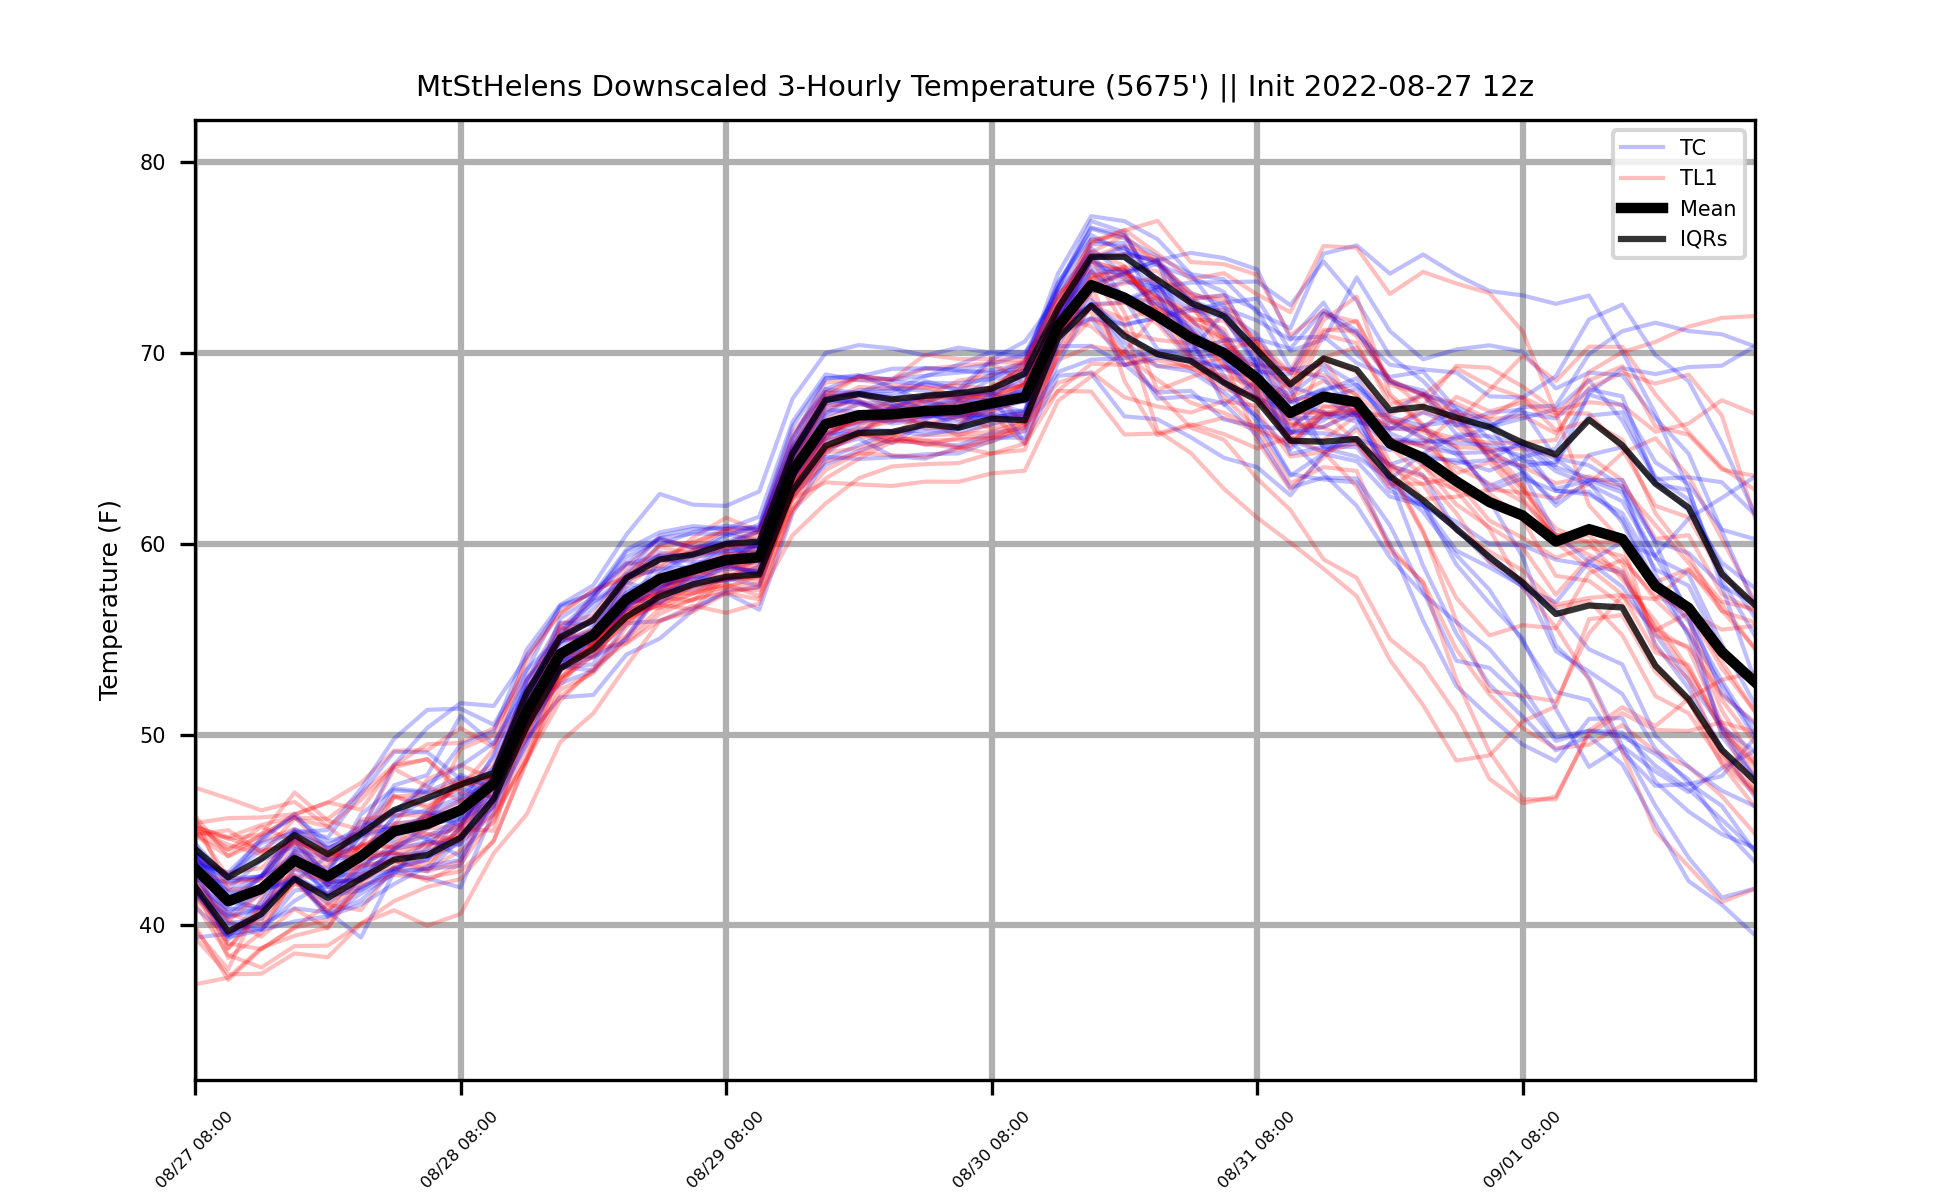 MtStHelens Downscaled 3-Hourly Temperature (5675') || Init 2022-08-27 12z
TC
TL1
Mean
IQRs
Temperature (F)
80
70
60
50
40
08/27 08:00
08/28 08:00
08/29 08:00
08/30 08:00
08/31 08:00
09/01 08:00